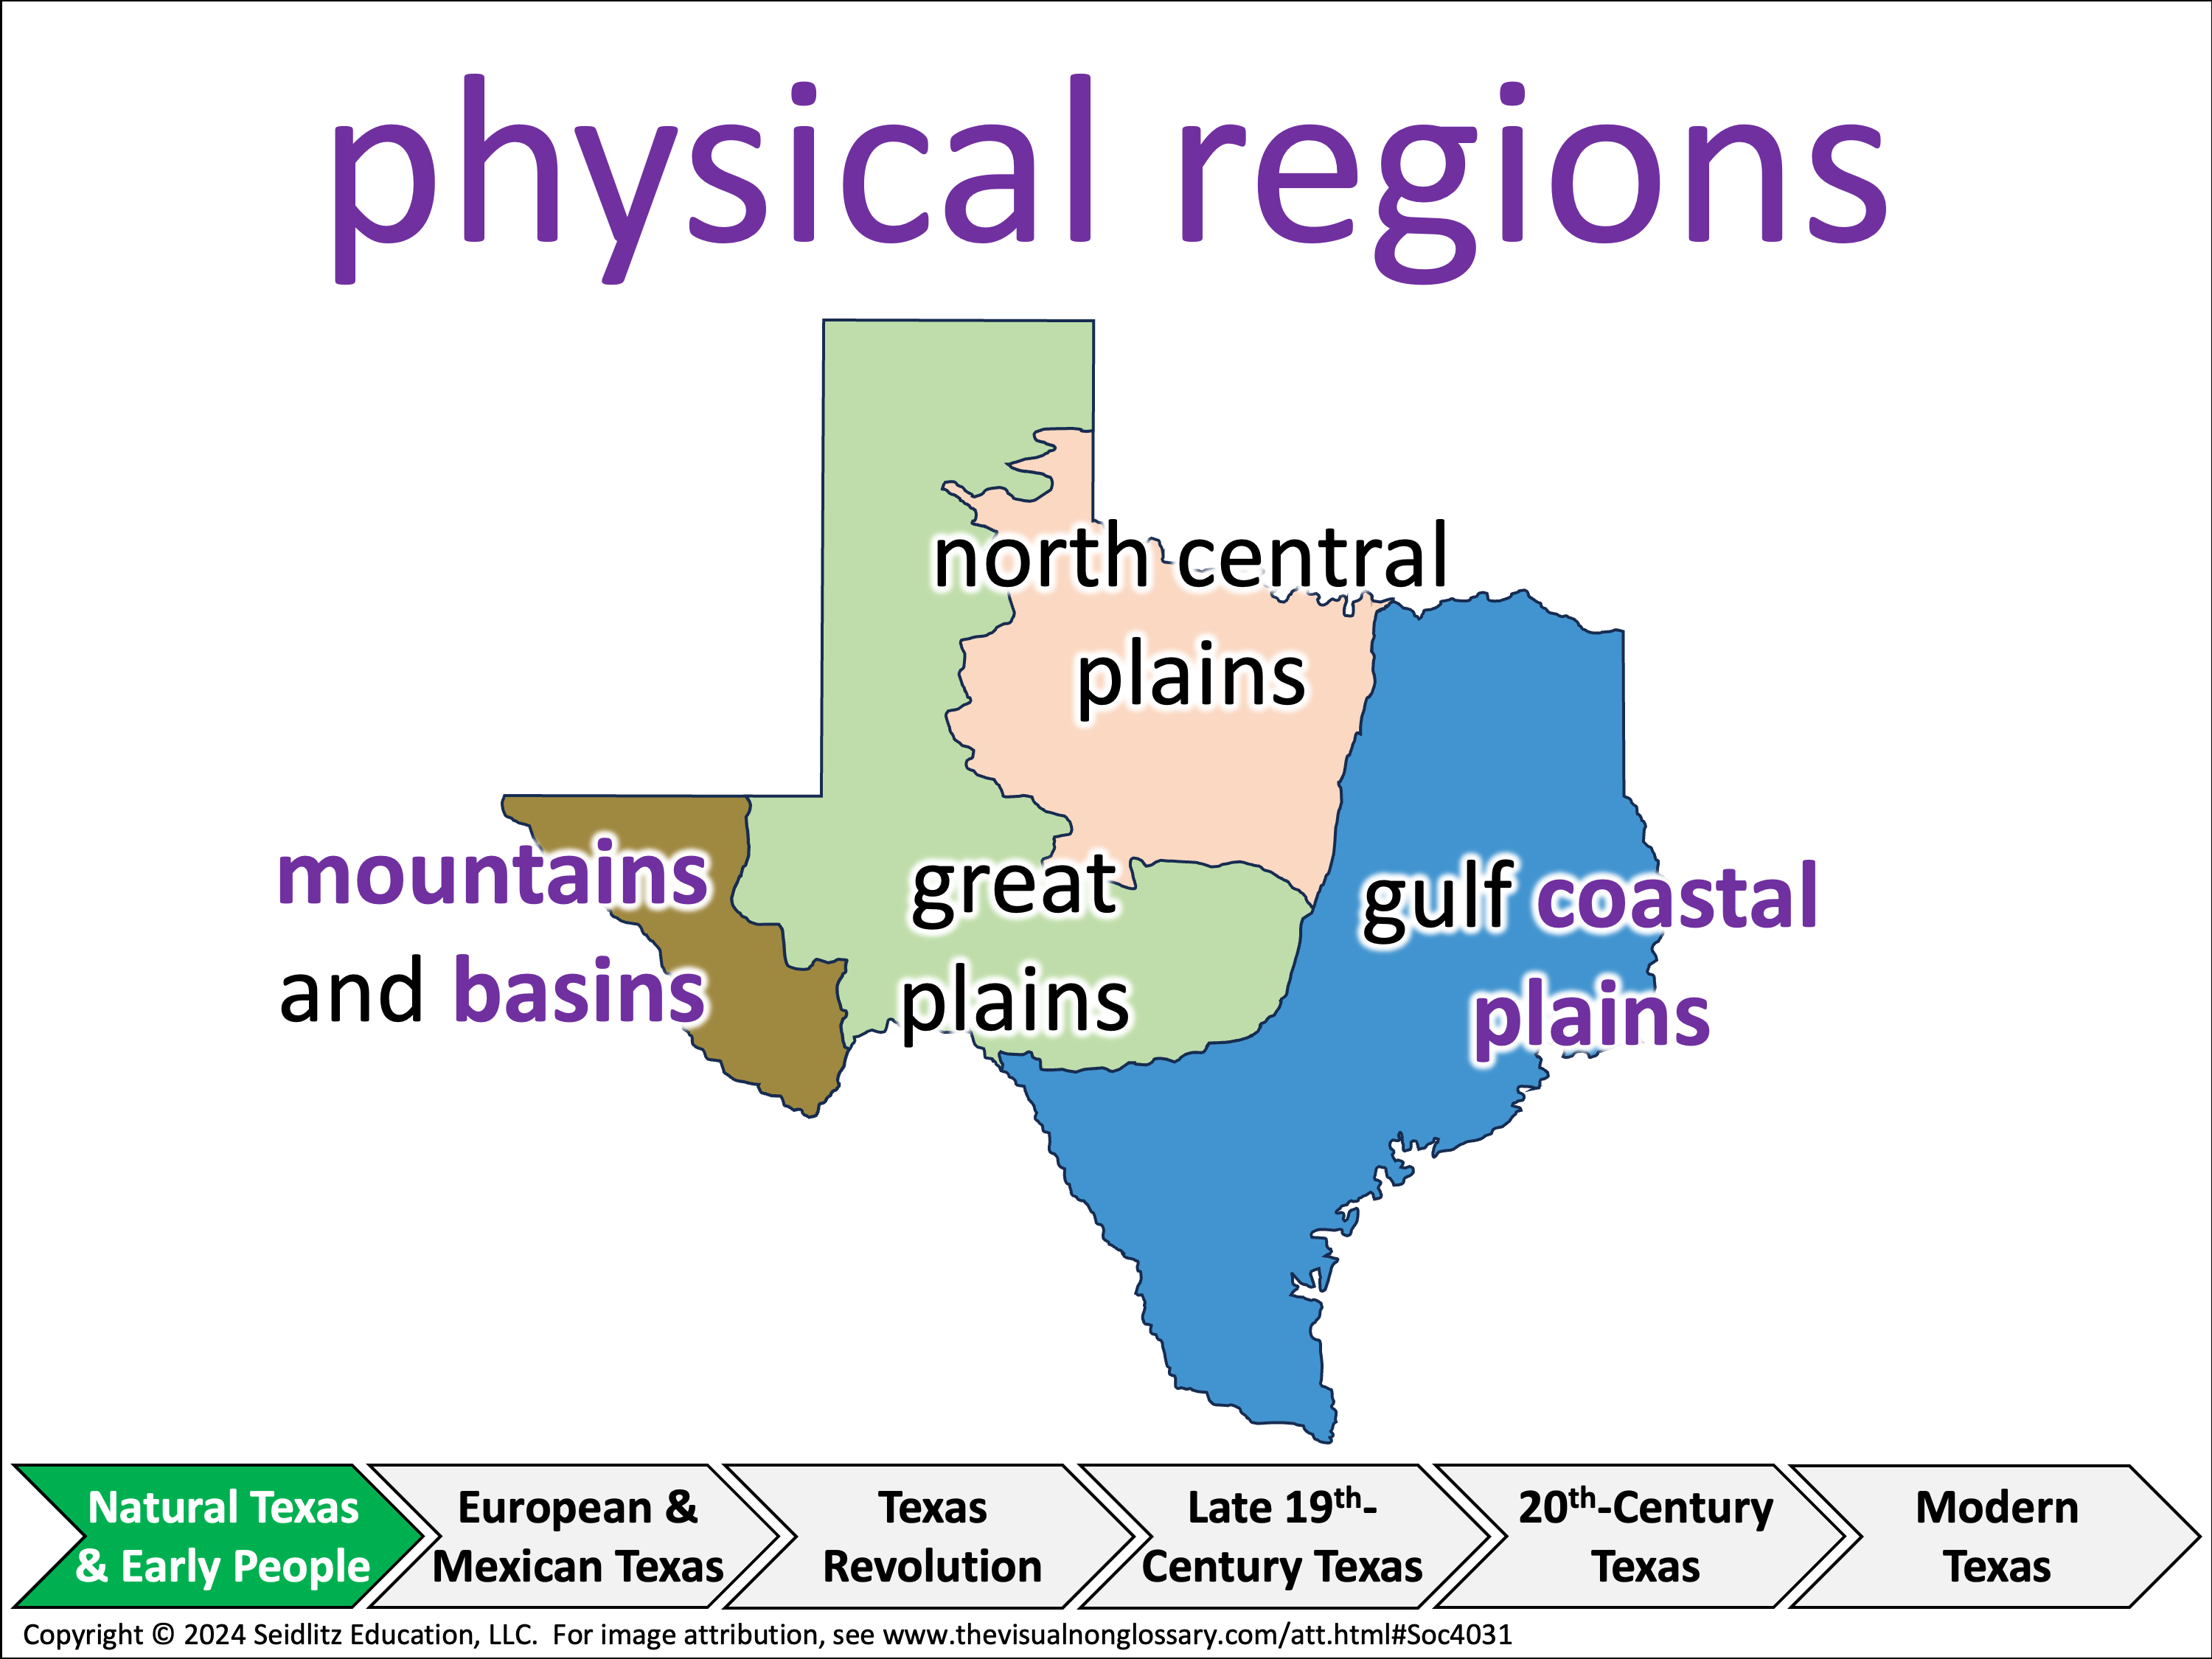 physical regions
north central
plains
mountains
and basins
great
plains
gulf coastal
plains
Natural Texas
& Early People
European &
Mexican Texas
Texas
Revolution
Late 19th-
Century Texas
20th-Century
Texas
Modern
Texas
Copyright © 2024 Seidlitz Education, LLC.  For image attribution, see www.thevisualnonglossary.com/att.html#Soc4031